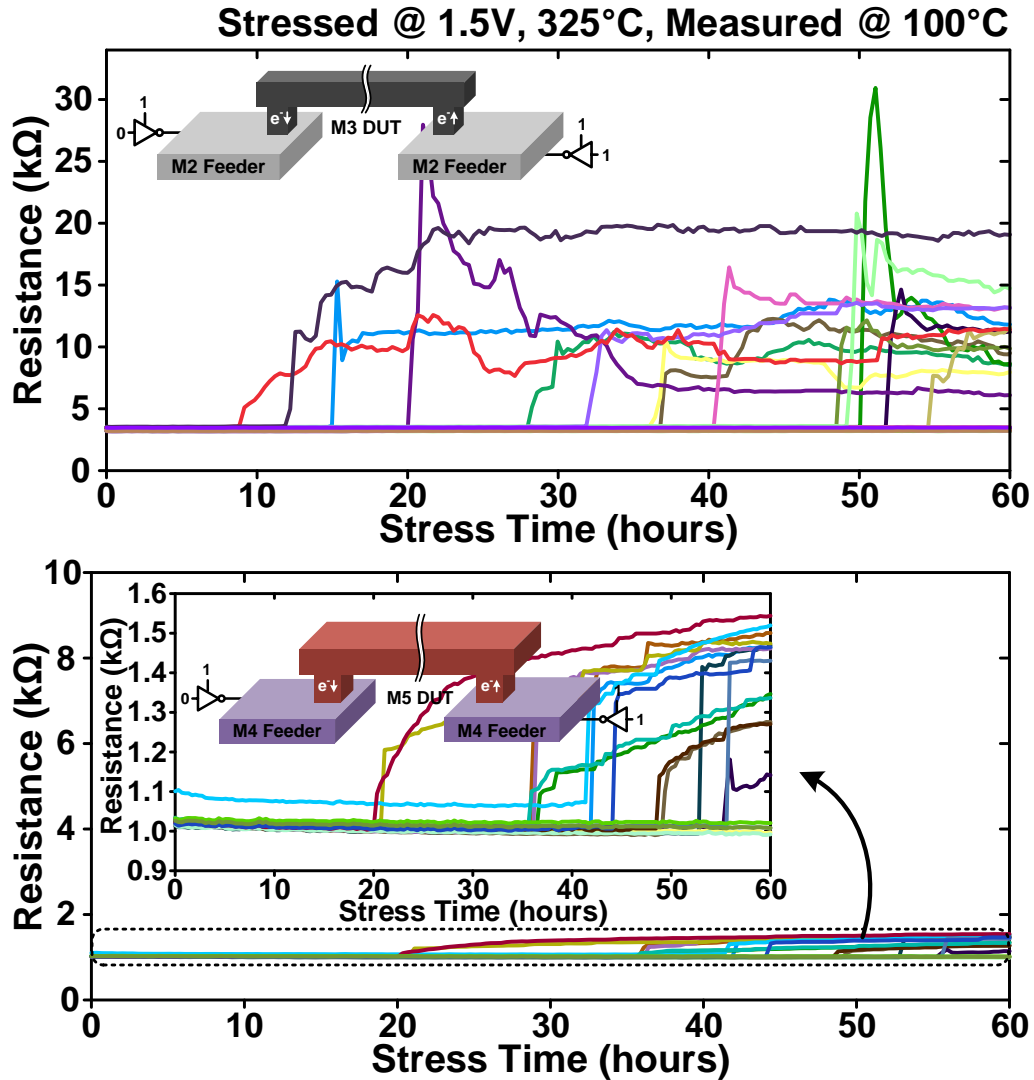 Stressed @ 1.5V, 325°C, Measured @ 100°C
Resistance (kΩ)
30
25
20
15
10
5
0
1
0
e-
M3 DUT
e-
1
1
M2 Feeder
M2 Feeder
0 10 20 30 40 50 60
Stress Time (hours)
Resistance (kΩ)
10
8
6
4
2
0
Resistance (kΩ)
1.6
1.5
1.4
1.3
1.2
1.1
1.0
0.9
1
0
e-
M5 DUT
e-
1
1
M4 Feeder
M4 Feeder
0 10 20 30 40 50 60
Stress Time (hours)
0 10 20 30 40 50 60
Stress Time (hours)